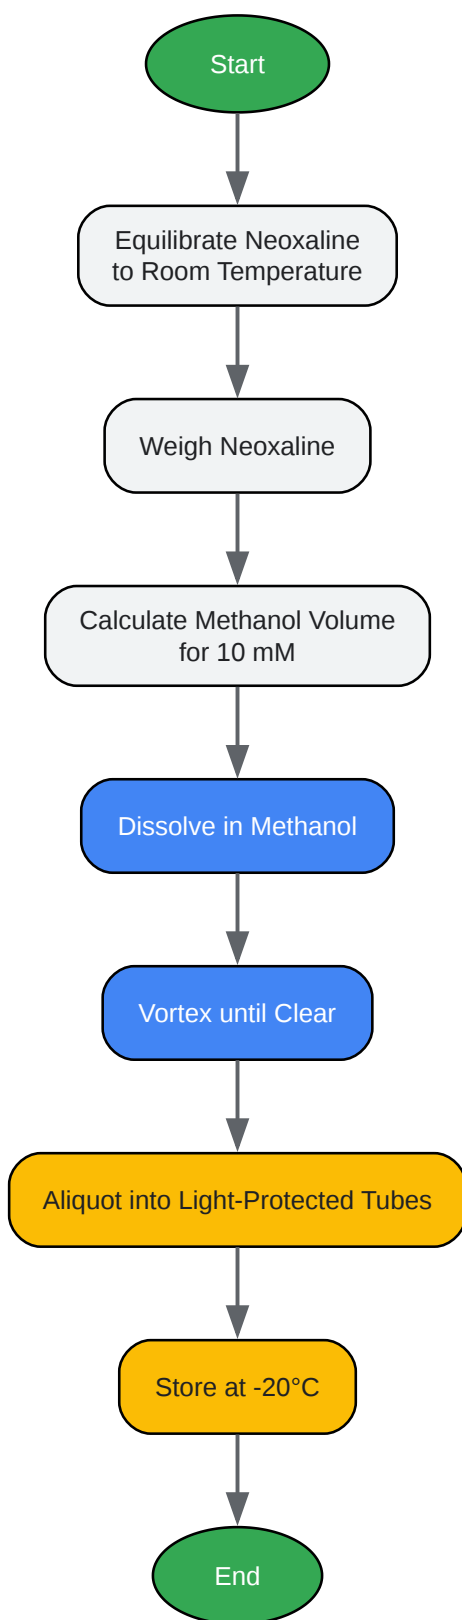 Start
Equilibrate Neoxaline
to Room Temperature
Weigh Neoxaline
Calculate Methanol Volume
for 10 mM
Dissolve in Methanol
Vortex until Clear
Aliquot into Light-Protected Tubes
Store at -20°C
End